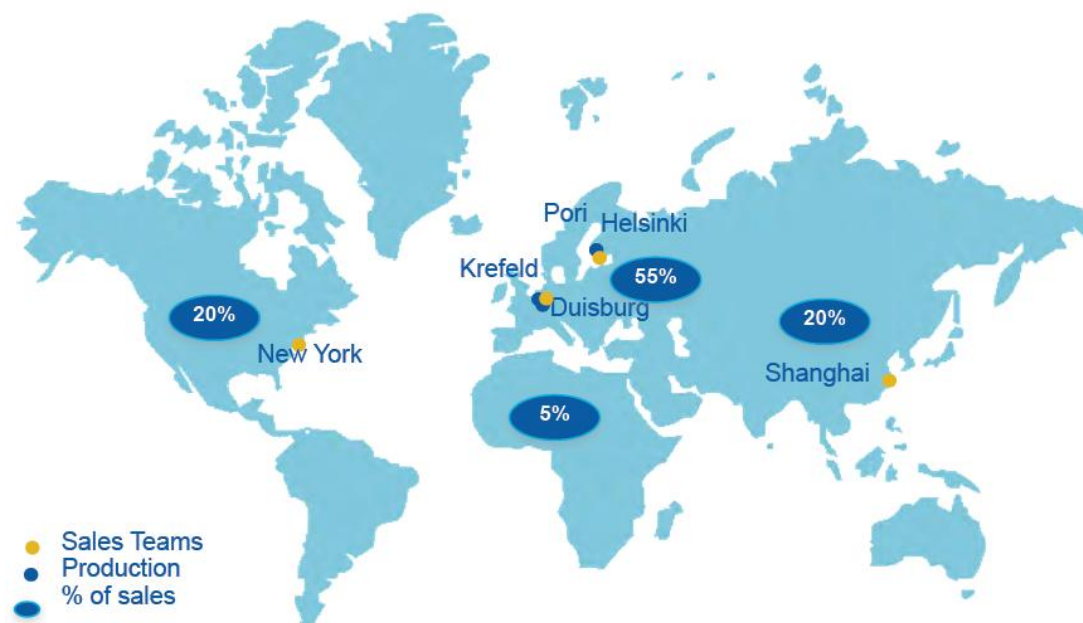 Pori
Helsinki
Krefeld
55%
Duisburg
20%
20%
New York
Shanghai
5%
Sales Teams
Production
% of sales